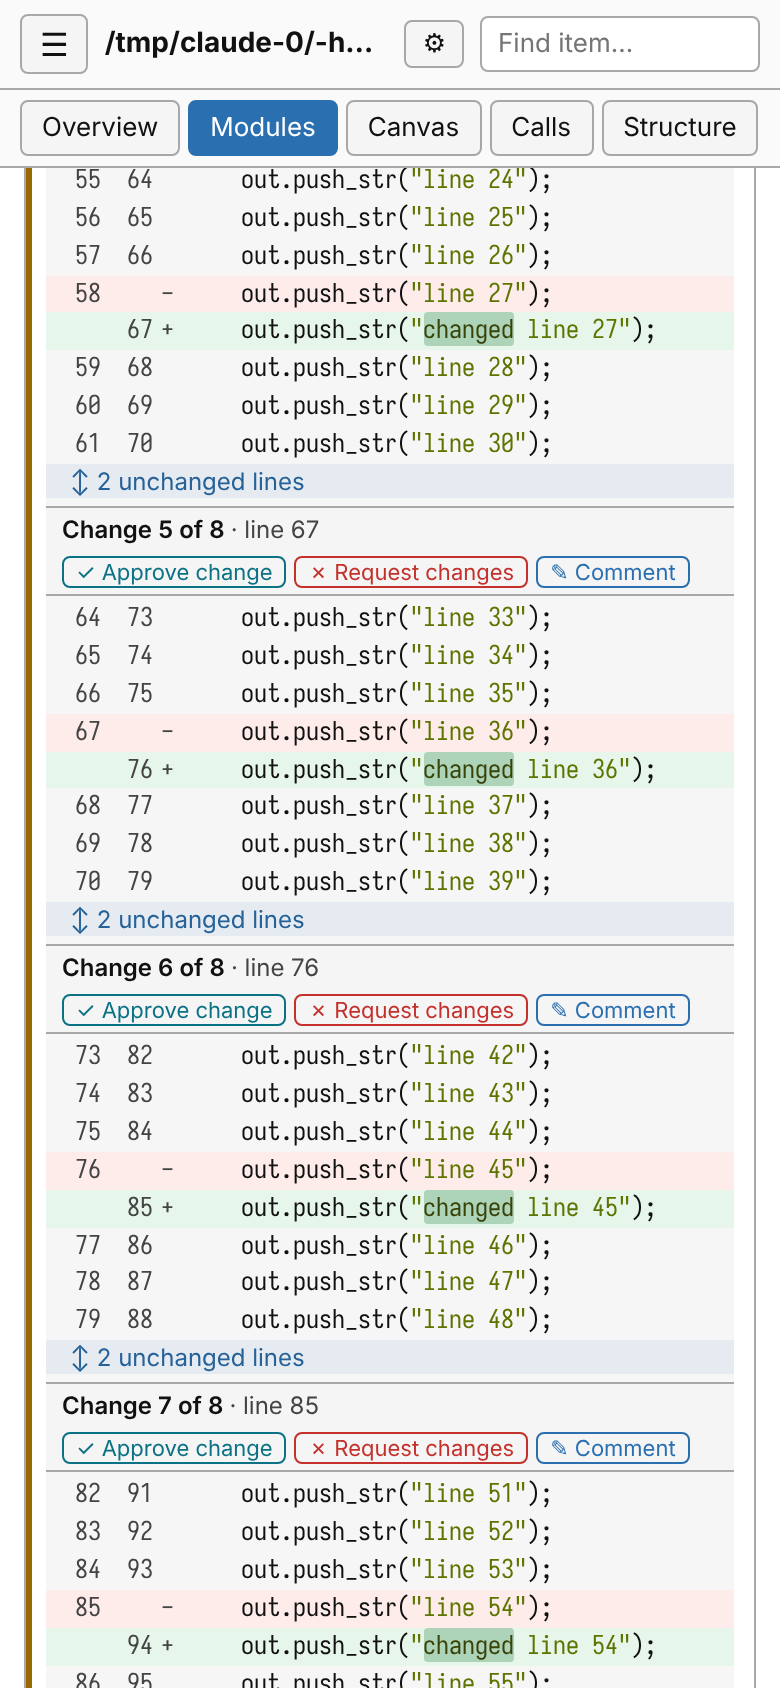 ☰ /tmp/claude-0/-h... ⚙ Find item...
Overview Modules Canvas Calls Structure
55 64 out.push_str("line 24");
56 65 out.push_str("line 25");
57 66 out.push_str("line 26");
58 − out.push_str("line 27");
67 + out.push_str("changed line 27");
59 68 out.push_str("line 28");
60 69 out.push_str("line 29");
61 70 out.push_str("line 30");
↕ 2 unchanged lines
Change 5 of 8 · line 67
✓ Approve change × Request changes ✎ Comment
64 73 out.push_str("line 33");
65 74 out.push_str("line 34");
66 75 out.push_str("line 35");
67 − out.push_str("line 36");
76 + out.push_str("changed line 36");
68 77 out.push_str("line 37");
69 78 out.push_str("line 38");
70 79 out.push_str("line 39");
↕ 2 unchanged lines
Change 6 of 8 · line 76
✓ Approve change × Request changes ✎ Comment
73 82 out.push_str("line 42");
74 83 out.push_str("line 43");
75 84 out.push_str("line 44");
76 − out.push_str("line 45");
85 + out.push_str("changed line 45");
77 86 out.push_str("line 46");
78 87 out.push_str("line 47");
79 88 out.push_str("line 48");
↕ 2 unchanged lines
Change 7 of 8 · line 85
✓ Approve change × Request changes ✎ Comment
82 91 out.push_str("line 51");
83 92 out.push_str("line 52");
84 93 out.push_str("line 53");
85 − out.push_str("line 54");
94 + out.push_str("changed line 54");
86 95 out.push_str("line 55");